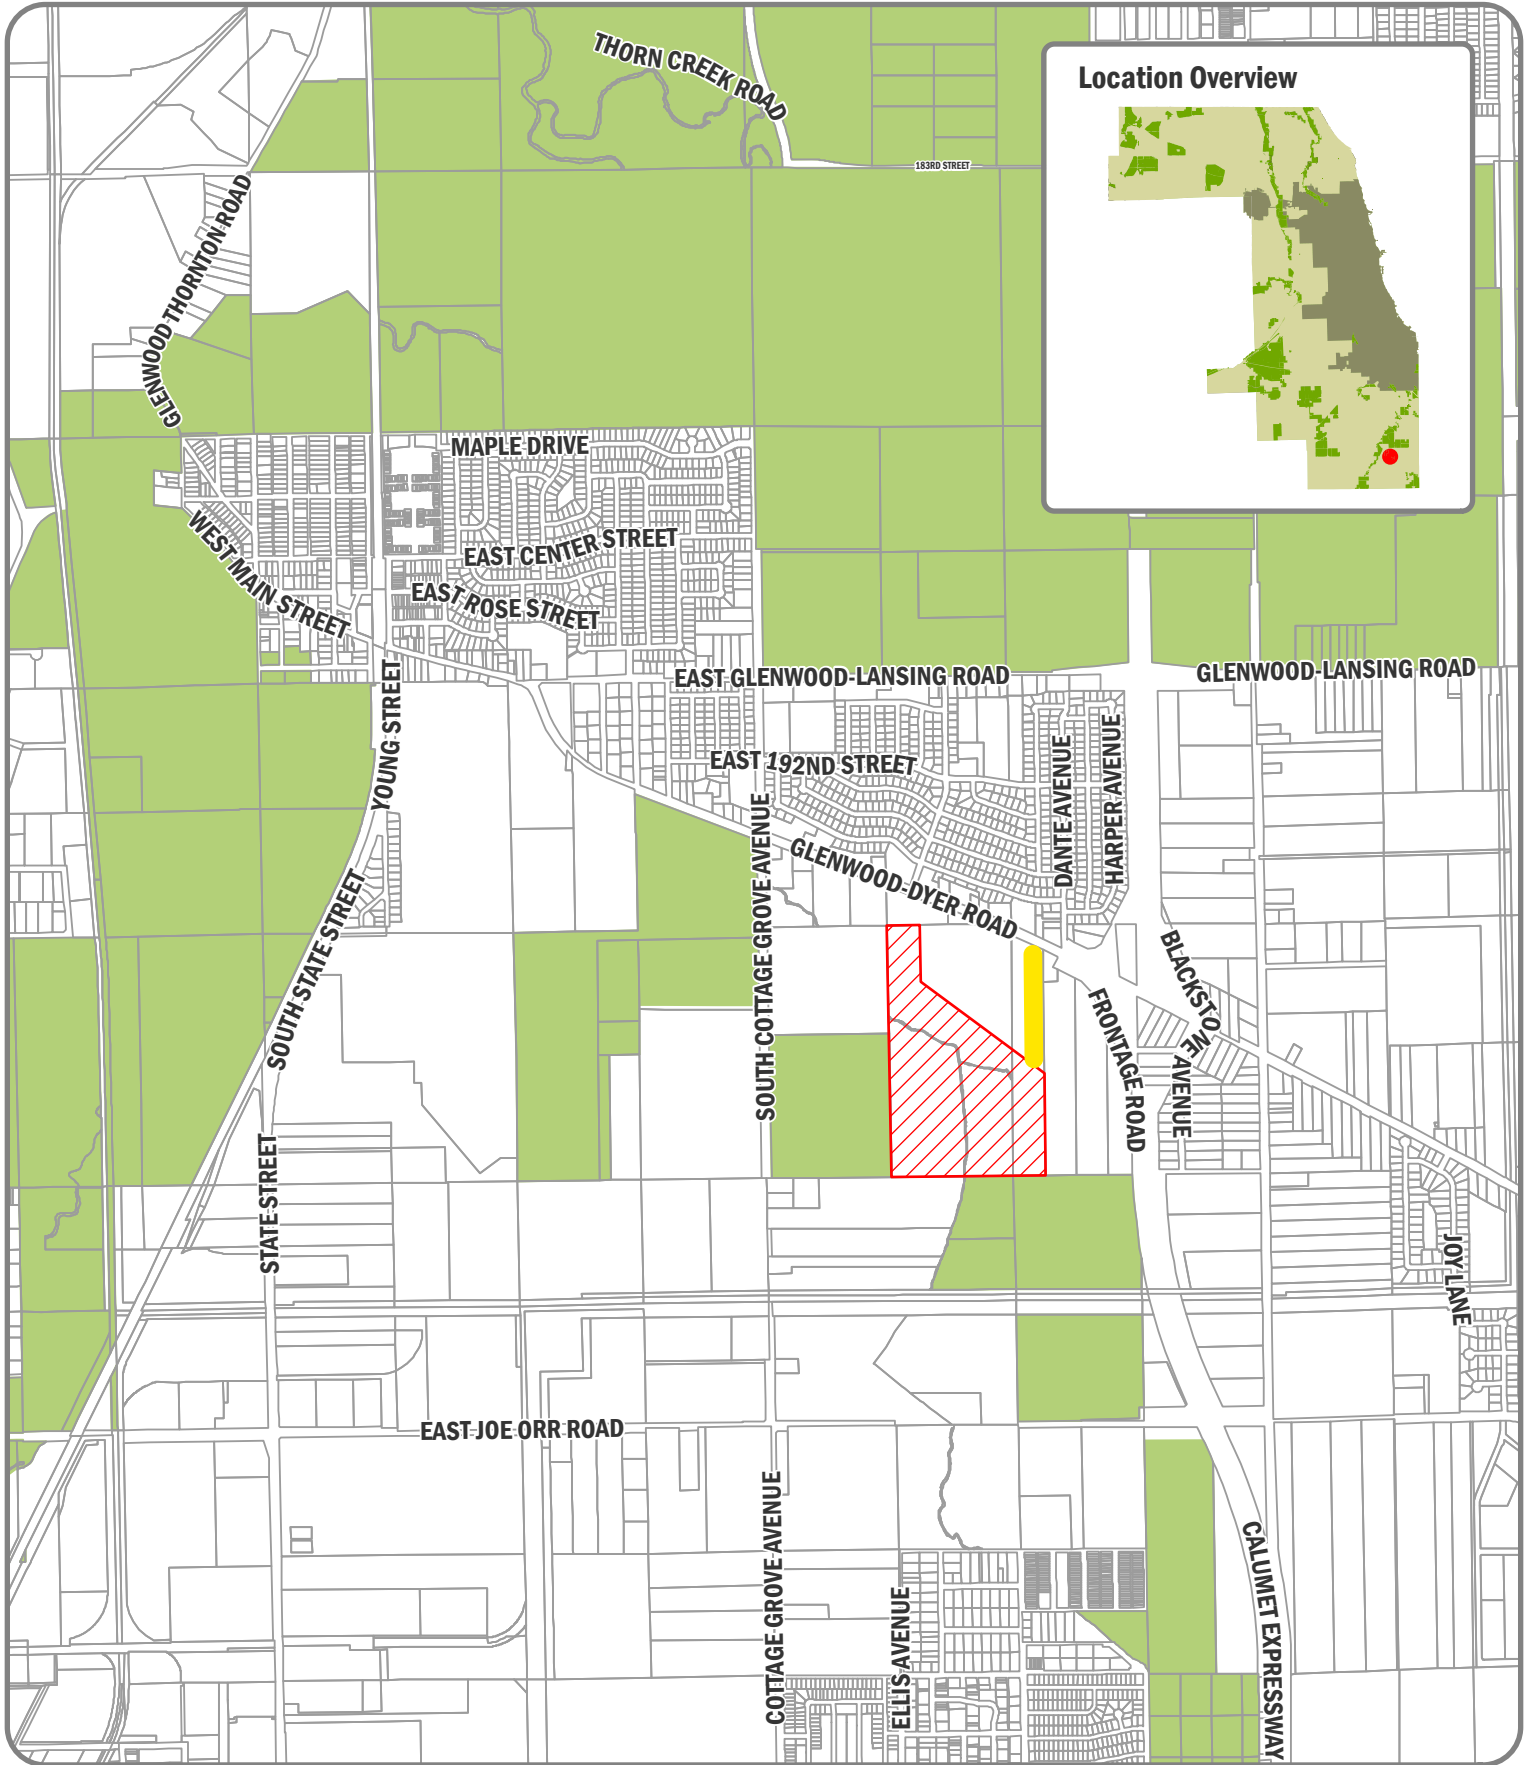 THORN CREEK ROAD
Location Overview
183RD STREET
GLENWOOD-THORNTON ROAD
MAPLE DRIVE
WEST MAIN STREET
EAST CENTER STREET
EAST ROSE STREET
EAST GLENWOOD-LANSING ROAD
GLENWOOD-LANSING ROAD
YOUNG STREET
EAST 192ND STREET
DANTE AVENUE
HARPER AVENUE
SOUTH COTTAGE GROVE AVENUE
GLENWOOD-DYER ROAD
SOUTH STATE STREET
BLACKSTONE AVENUE
FRONTAGE ROAD
STATE STREET
JOY LANE
EAST JOE ORR ROAD
COTTAGE GROVE AVENUE
ELLIS AVENUE
CALUMET EXPRESSWAY